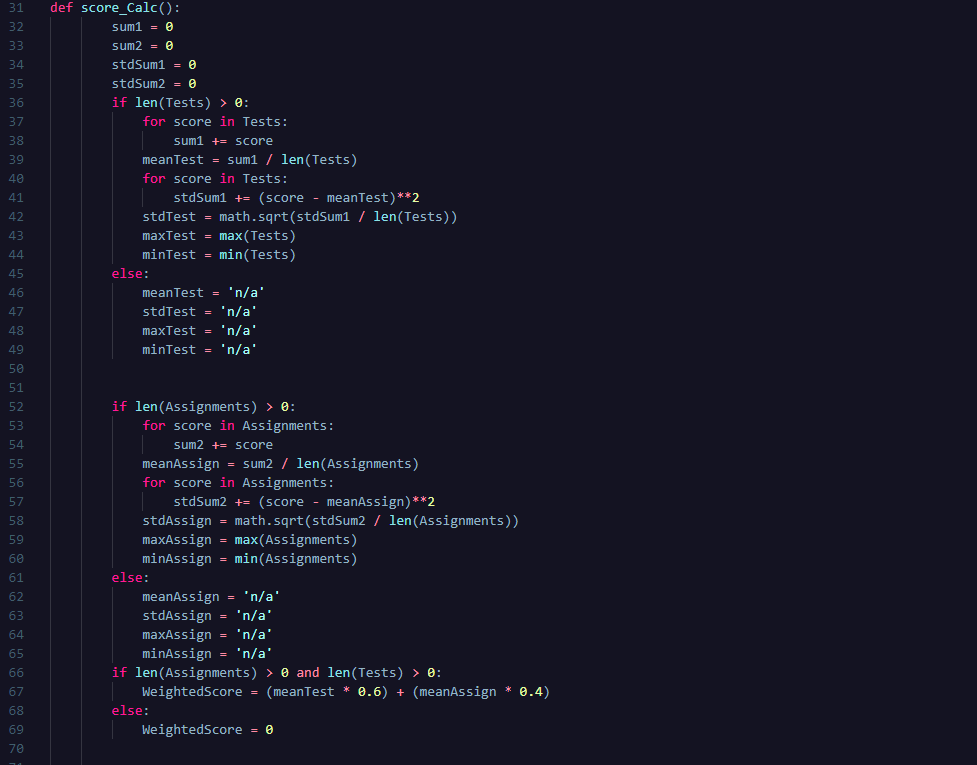 31 def score_Calc():
32 sum1 = 0
33 sum2 = 0
34 stdSum1 = 0
35 stdSum2 = 0
36 if len(Tests) > 0:
37 for score in Tests:
38 sum1 += score
39 meanTest = sum1 / len(Tests)
40 for score in Tests:
41 stdSum1 += (score - meanTest)**2
42 stdTest = math.sqrt(stdSum1 / len(Tests))
43 maxTest = max(Tests)
44 minTest = min(Tests)
45 else:
46 meanTest = 'n/a'
47 stdTest = 'n/a'
48 maxTest = 'n/a'
49 minTest = 'n/a'
50
51
52 if len(Assignments) > 0:
53 for score in Assignments:
54 sum2 += score
55 meanAssign = sum2 / len(Assignments)
56 for score in Assignments:
57 stdSum2 += (score - meanAssign)**2
58 stdAssign = math.sqrt(stdSum2 / len(Assignments))
59 maxAssign = max(Assignments)
60 minAssign = min(Assignments)
61 else:
62 meanAssign = 'n/a'
63 stdAssign = 'n/a'
64 maxAssign = 'n/a'
65 minAssign = 'n/a'
66 if len(Assignments) > 0 and len(Tests) > 0:
67 WeightedScore = (meanTest * 0.6) + (meanAssign * 0.4)
68 else:
69 WeightedScore = 0
70